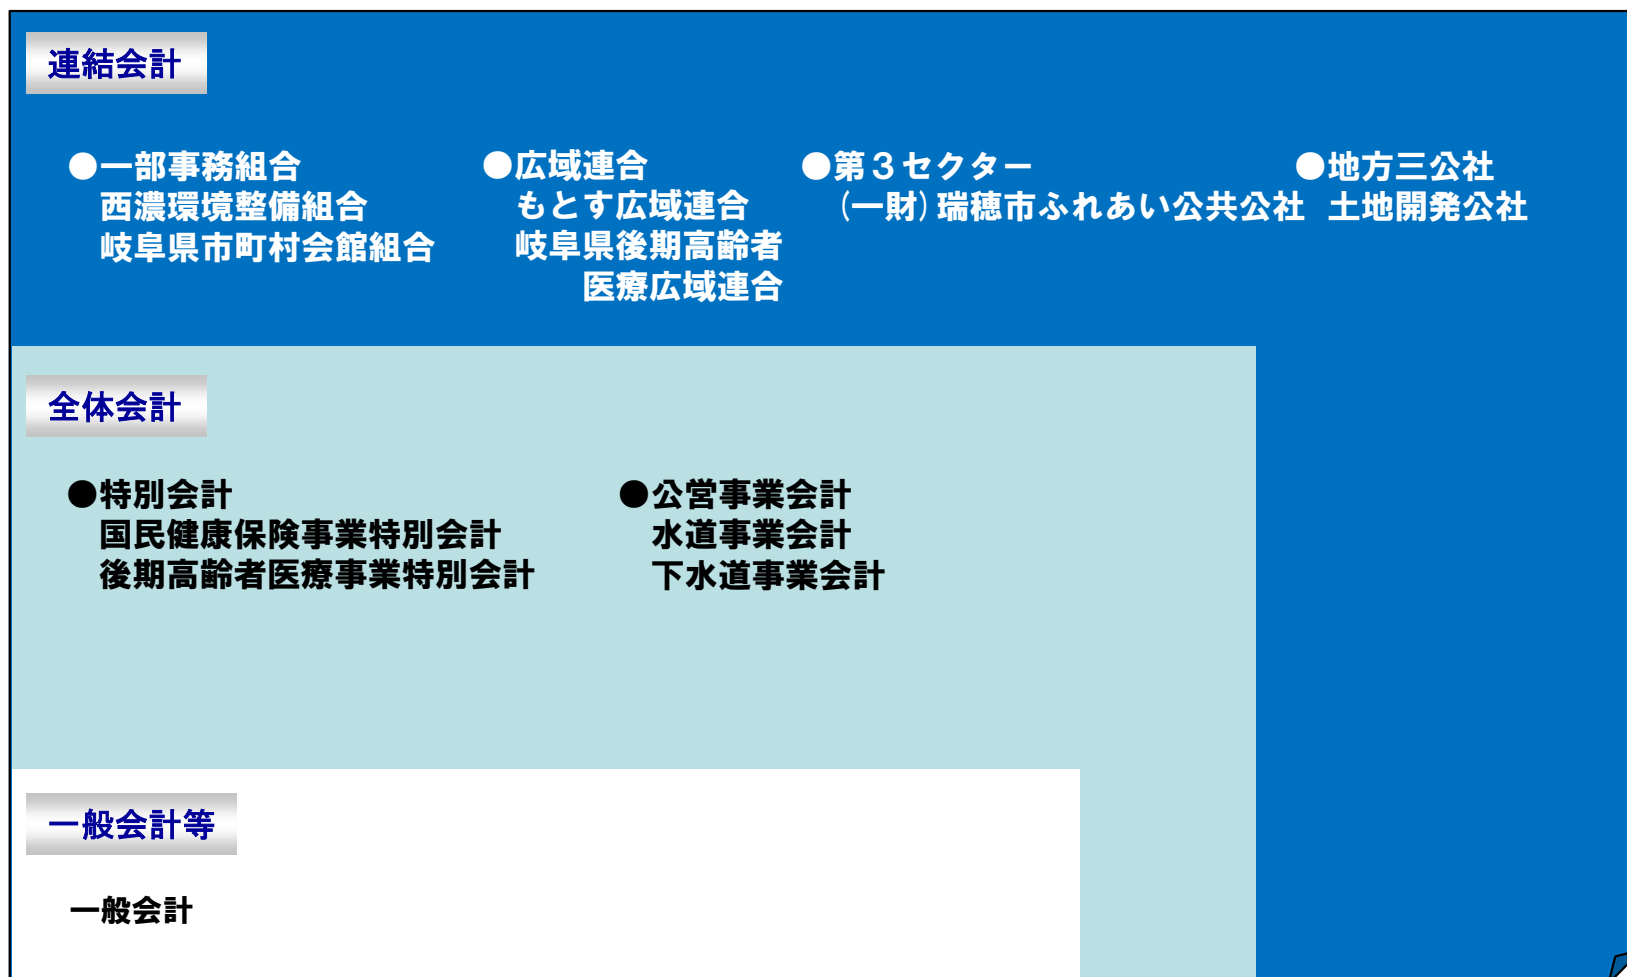 連結会計
●一部事務組合
西濃環境整備組合
岐阜県市町村会館組合
●広域連合
もとす広域連合
岐阜県後期高齢者
医療広域連合
●第３セクター
(一財)瑞穂市ふれあい公共公社
●地方三公社
土地開発公社
全体会計
●特別会計
国民健康保険事業特別会計
後期高齢者医療事業特別会計
●公営事業会計
水道事業会計
下水道事業会計
一般会計等
一般会計